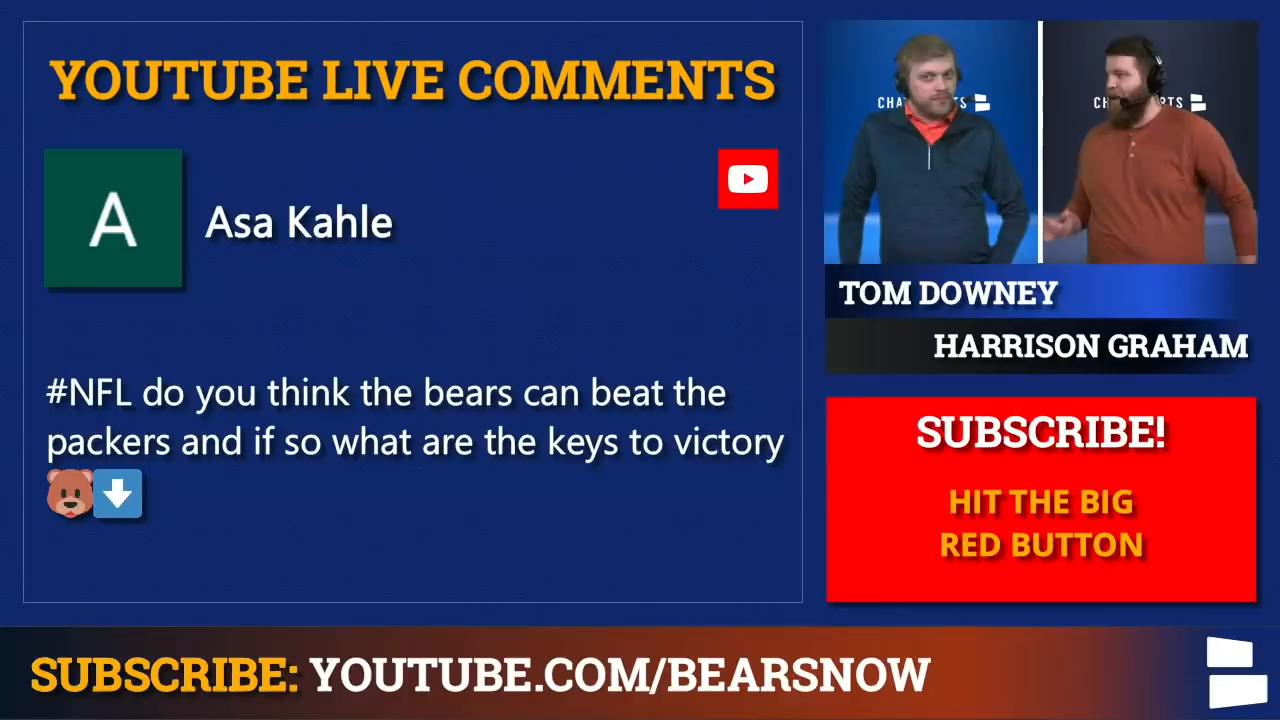 YOUTUBE LIVE COMMENTS
A
Asa Kahle
#NFL do you think the bears can beat the
packers and if so what are the keys to victory
🐻⬇️
TOM DOWNEY
HARRISON GRAHAM
SUBSCRIBE!
HIT THE BIG
RED BUTTON
SUBSCRIBE: YOUTUBE.COM/BEARSNOW